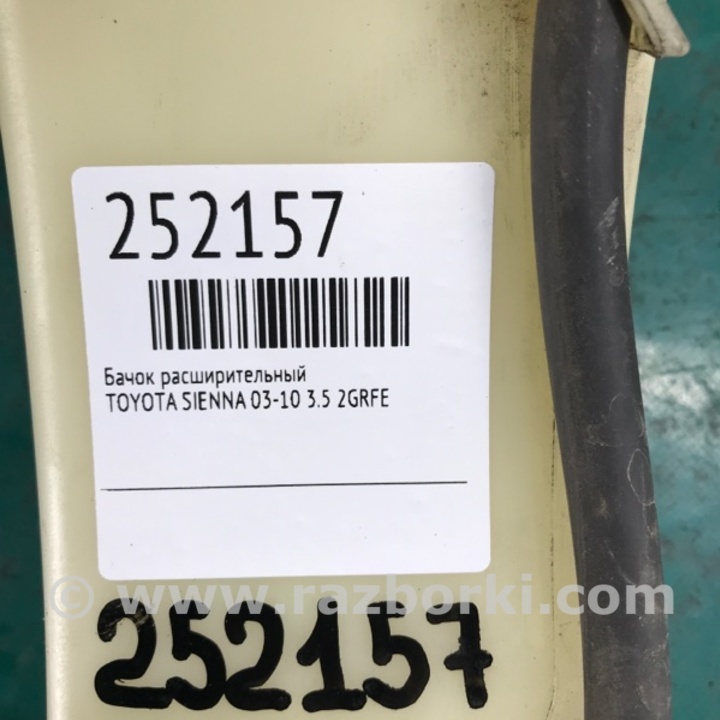 252157
Бачок расширительный
TOYOTA SIENNA 03-10 3.5 2GRFE
© www.razborki.com
252157